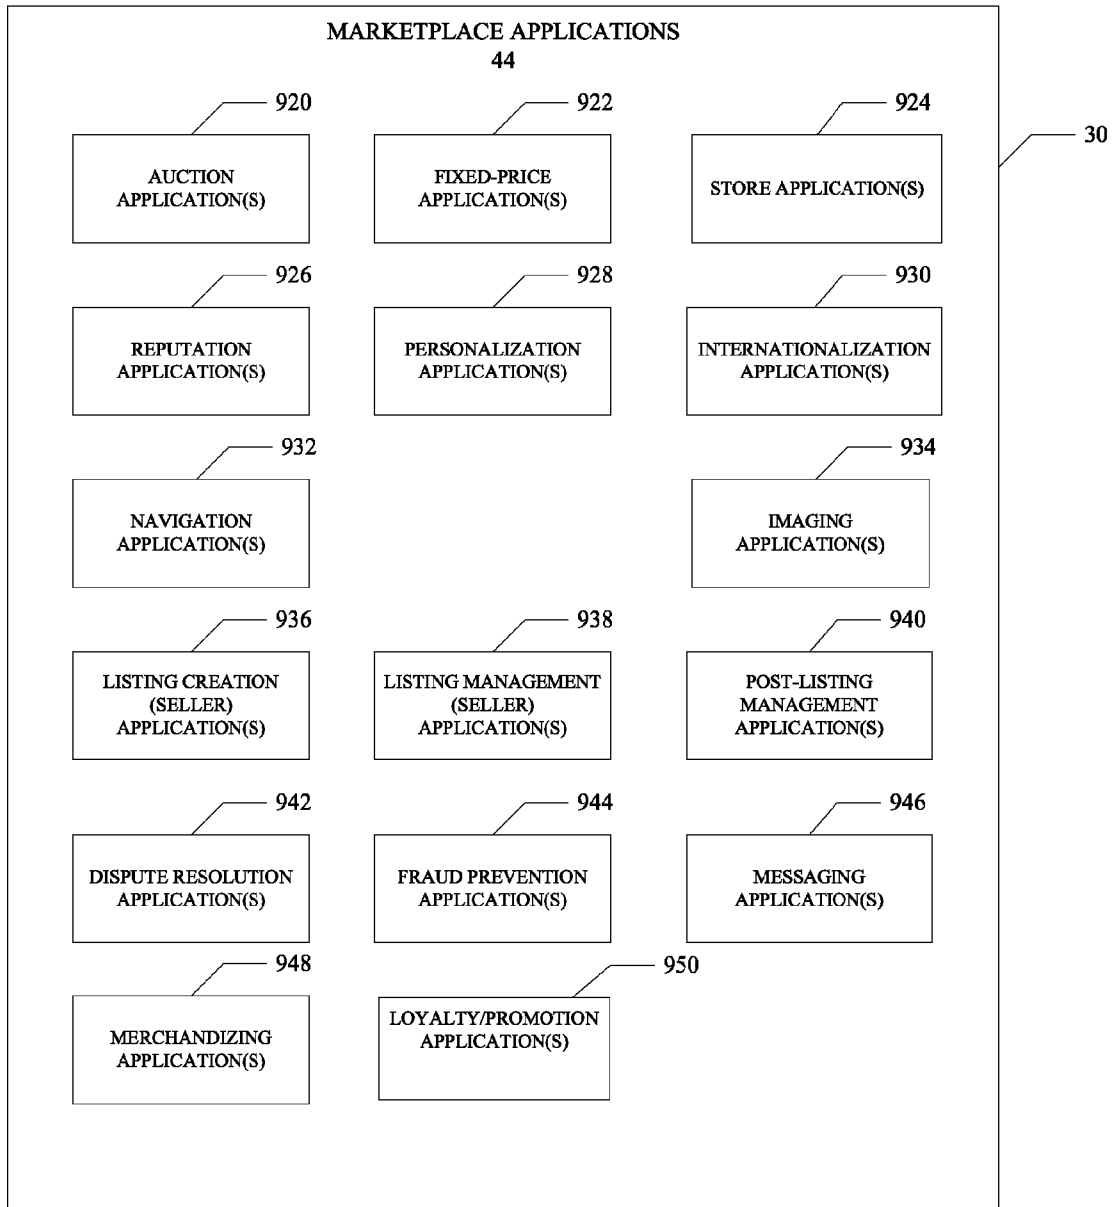 MARKETPLACE APPLICATIONS
44
920
922
924
30
AUCTION
APPLICATION(S)
FIXED-PRICE
APPLICATION(S)
STORE APPLICATION(S)
926
928
930
REPUTATION
APPLICATION(S)
PERSONALIZATION
APPLICATION(S)
INTERNATIONALIZATION
APPLICATION(S)
932
934
NAVIGATION
APPLICATION(S)
IMAGING
APPLICATION(S)
936
938
940
LISTING CREATION
(SELLER)
APPLICATION(S)
LISTING MANAGEMENT
(SELLER)
APPLICATION(S)
POST-LISTING
MANAGEMENT
APPLICATION(S)
942
944
946
DISPUTE RESOLUTION
APPLICATION(S)
FRAUD PREVENTION
APPLICATION(S)
MESSAGING
APPLICATION(S)
948
950
MERCHANDIZING
APPLICATION(S)
LOYALTY/PROMOTION
APPLICATION(S)